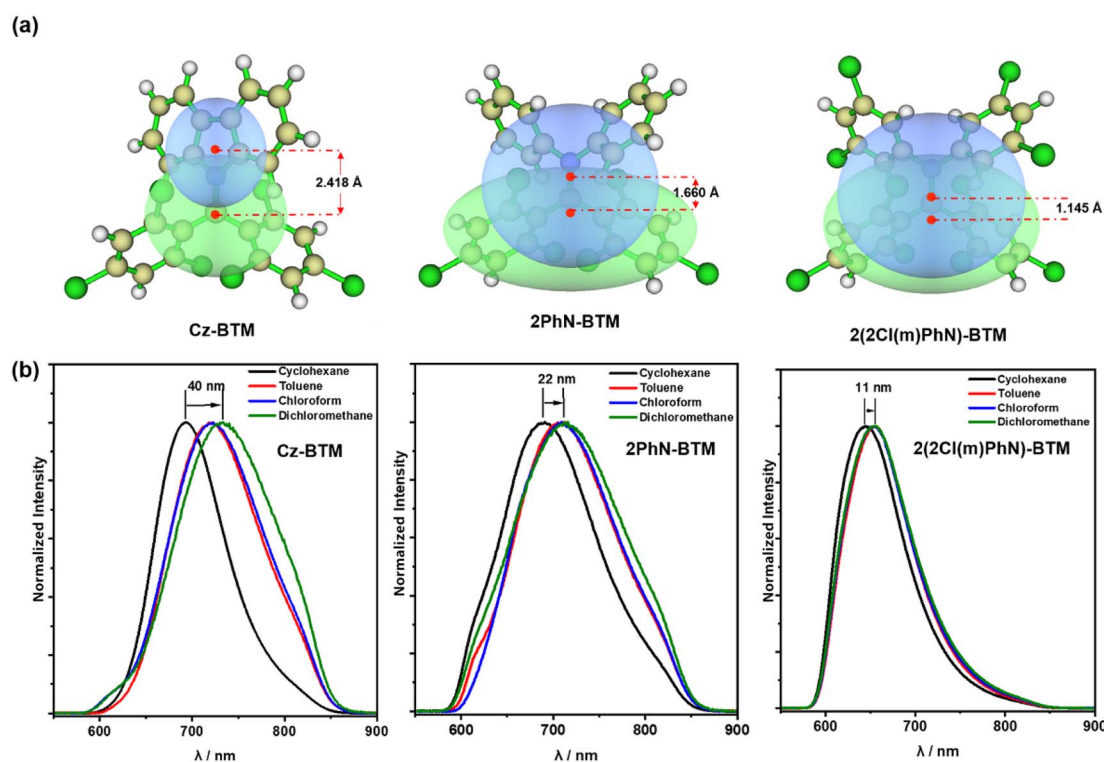 (a)
2.418 Å
1.660 Å
1.145 Å
Cz-BTM
2PhN-BTM
2(2Cl(m)PhN)-BTM
(b)
40 nm
Cyclohexane
Toluene
Chloroform
Dichloromethane
Cz-BTM
Normalized Intensity
600 700 800 900
λ / nm
22 nm
Cyclohexane
Toluene
Chloroform
Dichloromethane
2PhN-BTM
Normalized Intensity
600 700 800 900
λ / nm
11 nm
Cyclohexane
Toluene
Chloroform
Dichloromethane
2(2Cl(m)PhN)-BTM
Normalized Intensity
600 700 800 900
λ / nm